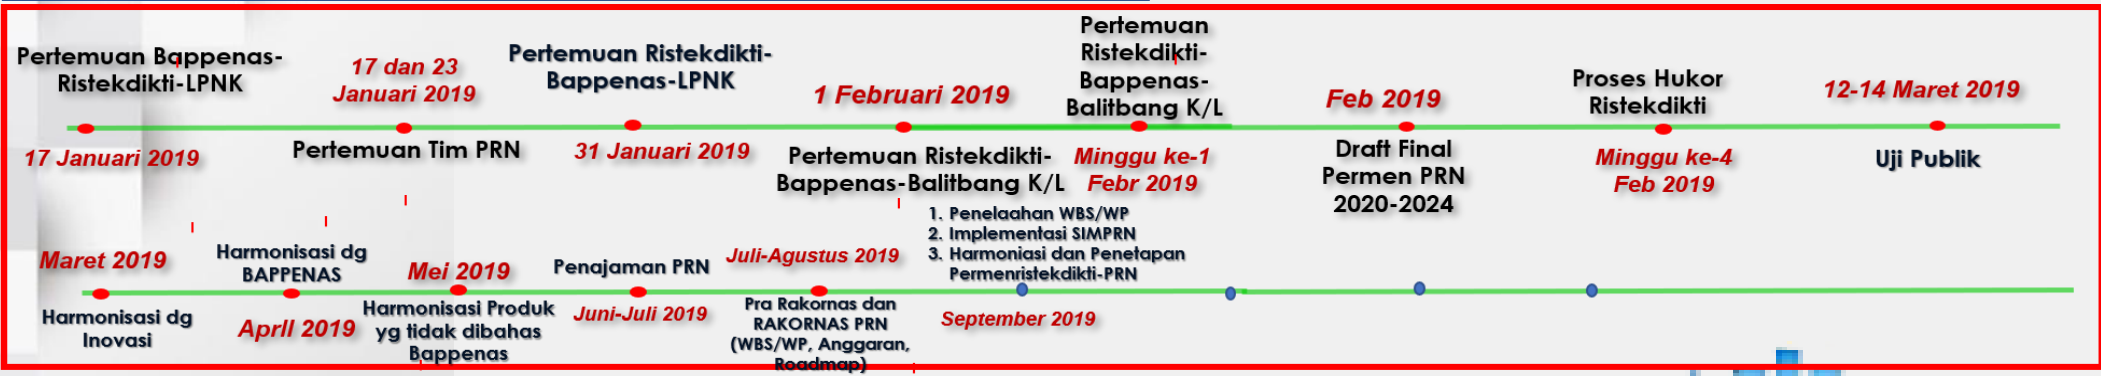 Pertemuan Bappenas-
Ristekdikti-LPNK
17 Januari 2019
17 dan 23
Januari 2019
Pertemuan Tim PRN
Pertemuan Ristekdikti-
Bappenas-LPNK
31 Januari 2019
1 Februari 2019
Pertemuan Ristekdikti-
Bappenas-Balitbang K/L
Pertemuan
Ristekdikti-
Bappenas-
Balitbang K/L
Minggu ke-1
Febr 2019
Feb 2019
Draft Final
Permen PRN
2020-2024
Proses Hukor
Ristekdikti
Minggu ke-4
Feb 2019
12-14 Maret 2019
Uji Publik
Maret 2019
Harmonisasi dg
Inovasi
Harmonisasi dg
BAPPENAS
AprIl 2019
Mei 2019
Harmonisasi Produk
yg tidak dibahas
Bappenas
Penajaman PRN
Juni-Juli 2019
Juli-Agustus 2019
Pra Rakornas dan
RAKORNAS PRN
(WBS/WP, Anggaran,
Roadmap)
1. Penelaahan WBS/WP
2. Implementasi SIMPRN
3. Harmoniasi dan Penetapan
Permenristekdikti-PRN
September 2019